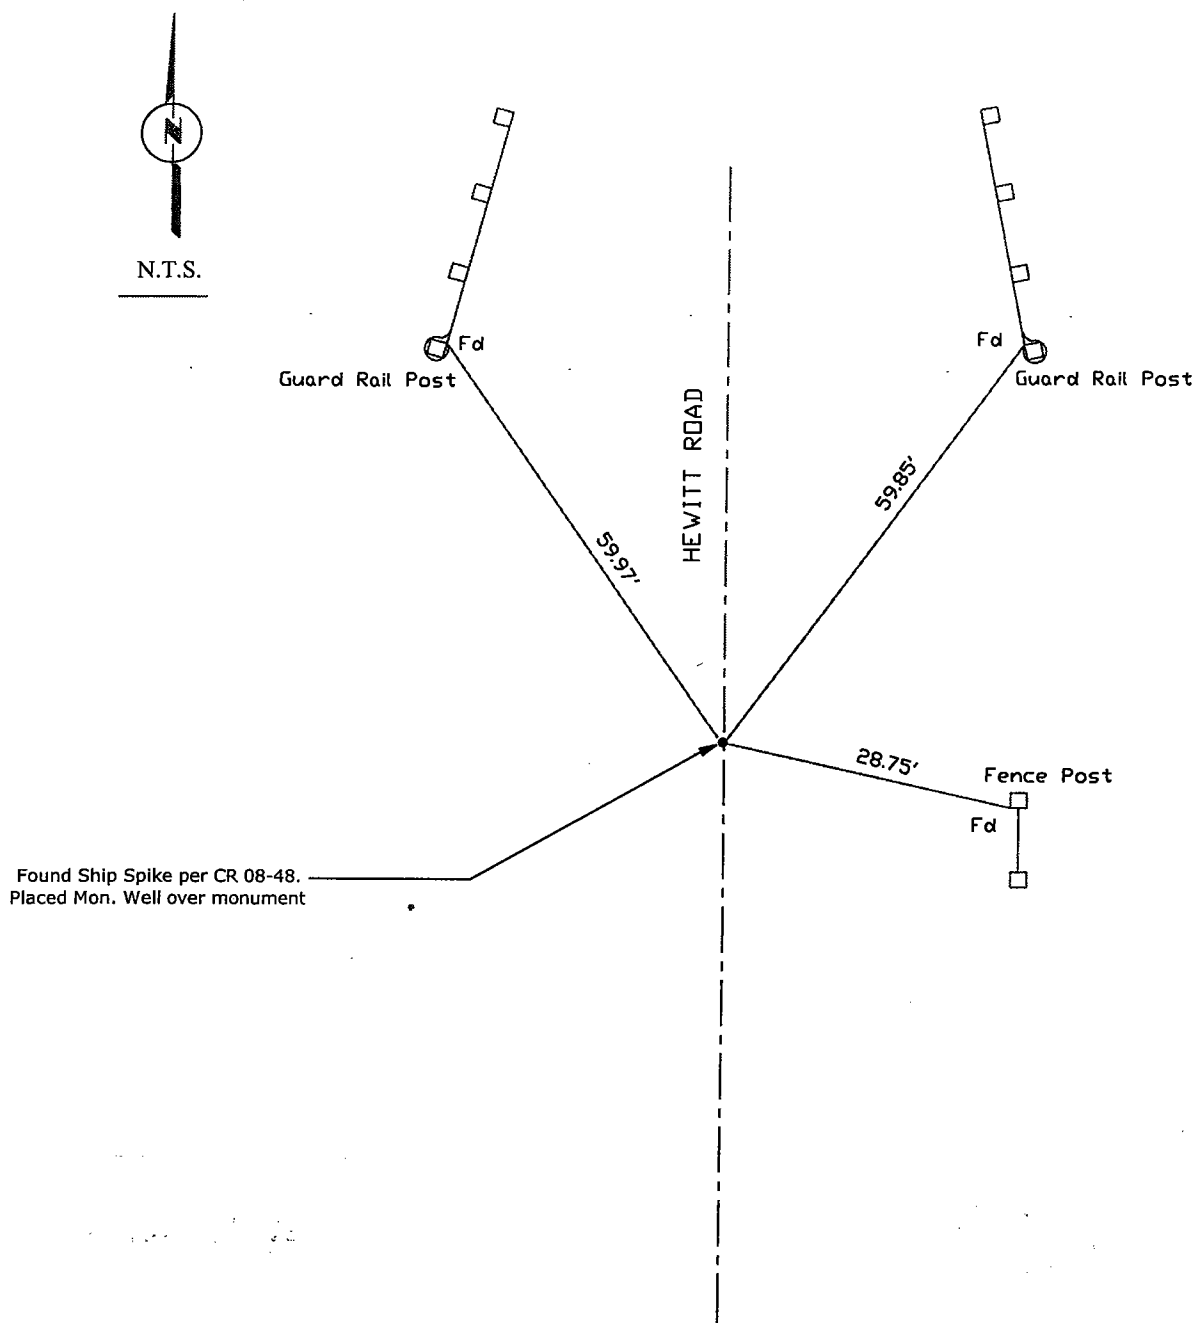 N
N.T.S.
Fd
Guard Rail Post
Fd
Guard Rail Post
HEWITT ROAD
59.97'
59.85'
28.75'
Fence Post
Fd
Found Ship Spike per CR 08-48.
Placed Mon. Well over monument